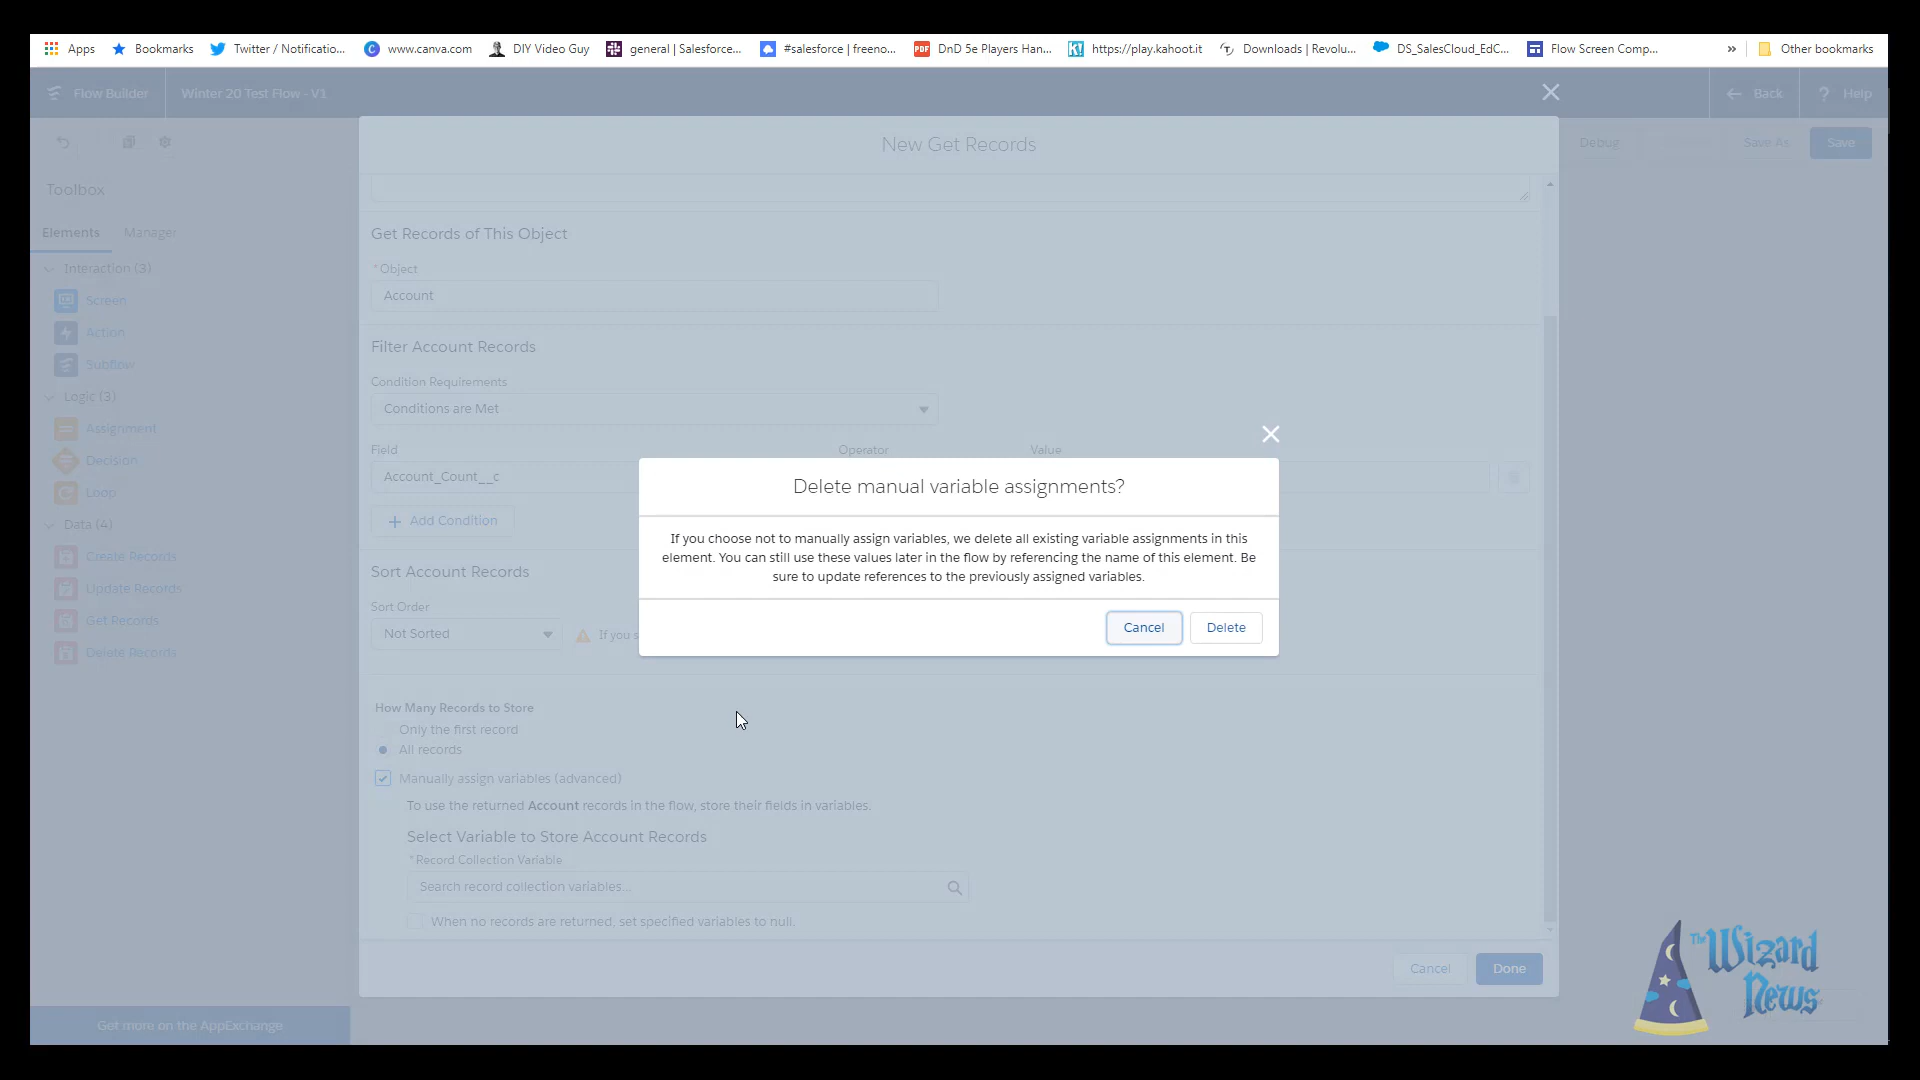 Apps Bookmarks Twitter / Notificatio... www.canva.com DIY Video Guy general | Salesforce... #salesforce | freeno... DnD 5e Players Han... https://play.kahoot.it Downloads | Revolu... DS_SalesCloud_EdC... Flow Screen Comp... » Other bookmarks
Flow Builder Winter 20 Test Flow - V1 Back ? Help
New Get Records
Debug Save As Save
Toolbox
Elements Manager
Interaction (3)
Screen
Action
Subflow
Logic (3)
Assignment
Decision
Loop
Data (4)
Create Records
Update Records
Get Records
Delete Records
Get more on the AppExchange
Get Records of This Object
*Object
Account
Filter Account Records
Condition Requirements
Conditions are Met
Field Operator Value
Account_Count__c
+ Add Condition
Sort Account Records
Sort Order
Not Sorted If you s
Delete manual variable assignments?
If you choose not to manually assign variables, we delete all existing variable assignments in this
element. You can still use these values later in the flow by referencing the name of this element. Be
sure to update references to the previously assigned variables.
Cancel Delete
How Many Records to Store
Only the first record
All records
Manually assign variables (advanced)
To use the returned Account records in the flow, store their fields in variables.
Select Variable to Store Account Records
*Record Collection Variable
Search record collection variables...
When no records are returned, set specified variables to null.
Cancel Done
The Wizard
News